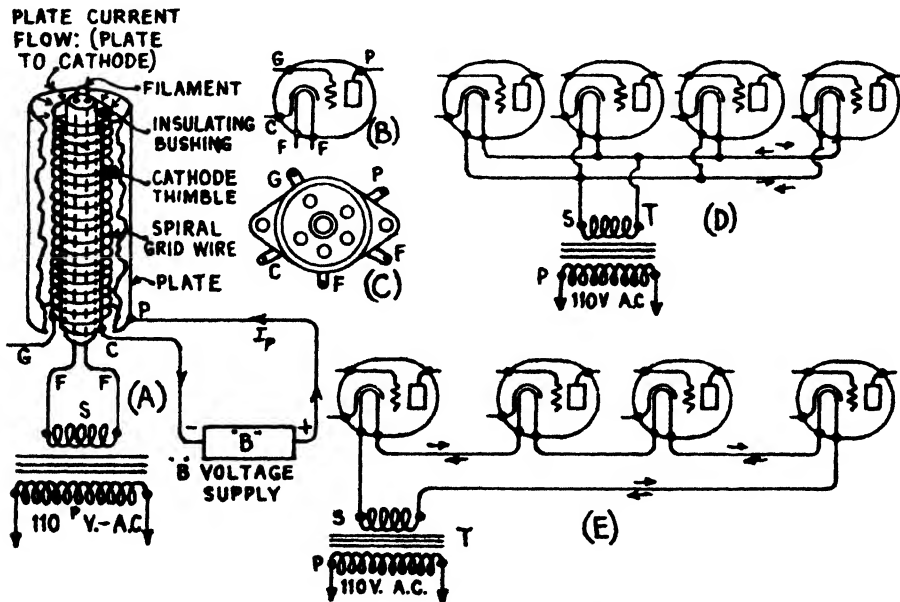 PLATE CURRENT
FLOW: (PLATE
TO CATHODE)
FILAMENT
INSULATING
BUSHING
CATHODE
THIMBLE
SPIRAL
GRID WIRE
PLATE
P
G
C
F F
(A)
S
P
110 V.-A.C.
IP
- "B" +
"B" VOLTAGE
SUPPLY
G P
C
F F
(B)
G P
C F
F
(C)
S T
(D)
P
110V A.C.
S
T
(E)
P
110V. A.C.